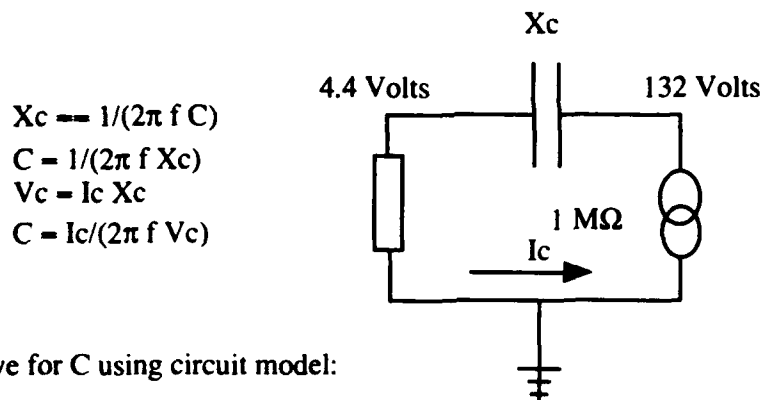 Xc
4.4 Volts
132 Volts
Xc == 1/(2π f C)
C = 1/(2π f Xc)
Vc = Ic Xc
C = Ic/(2π f Vc)
1 MΩ
Ic
ve for C using circuit model: